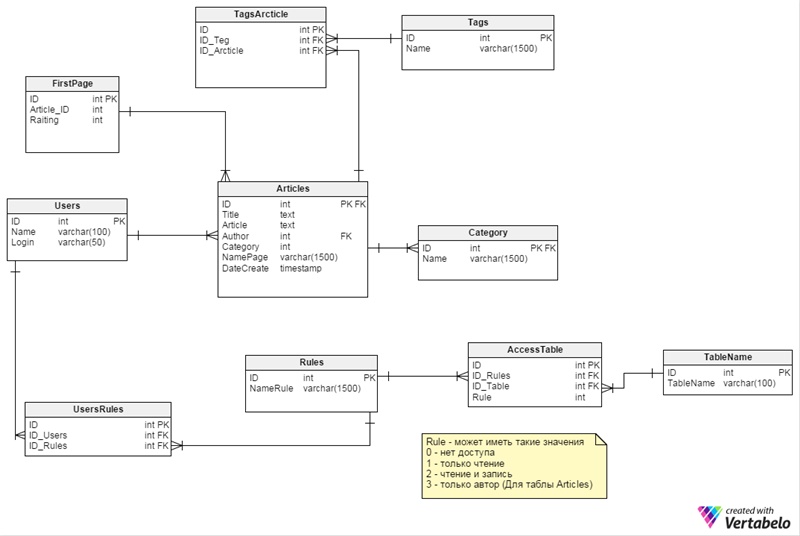 TagsArcticle
ID int PK
ID_Teg int FK
ID_Arcticle int FK
Tags
ID int PK
Name varchar(1500)
FirstPage
ID int PK
Article_ID int
Raiting int
Articles
ID int PK FK
Title text
Article text
Author int FK
Category int
NamePage varchar(1500)
DateCreate timestamp
Users
ID int PK
Name varchar(100)
Login varchar(50)
Category
ID int PK FK
Name varchar(1500)
Rules
ID int PK
NameRule varchar(1500)
AccessTable
ID int PK
ID_Rules int FK
ID_Table int FK
Rule int
TableName
ID int PK
TableName varchar(100)
UsersRules
ID int PK
ID_Users int FK
ID_Rules int FK
Rule - может иметь такие значения
0 - нет доступа
1 - только чтение
2 - чтение и запись
3 - только автор (Для таблы Articles)
created with
Vertabelo